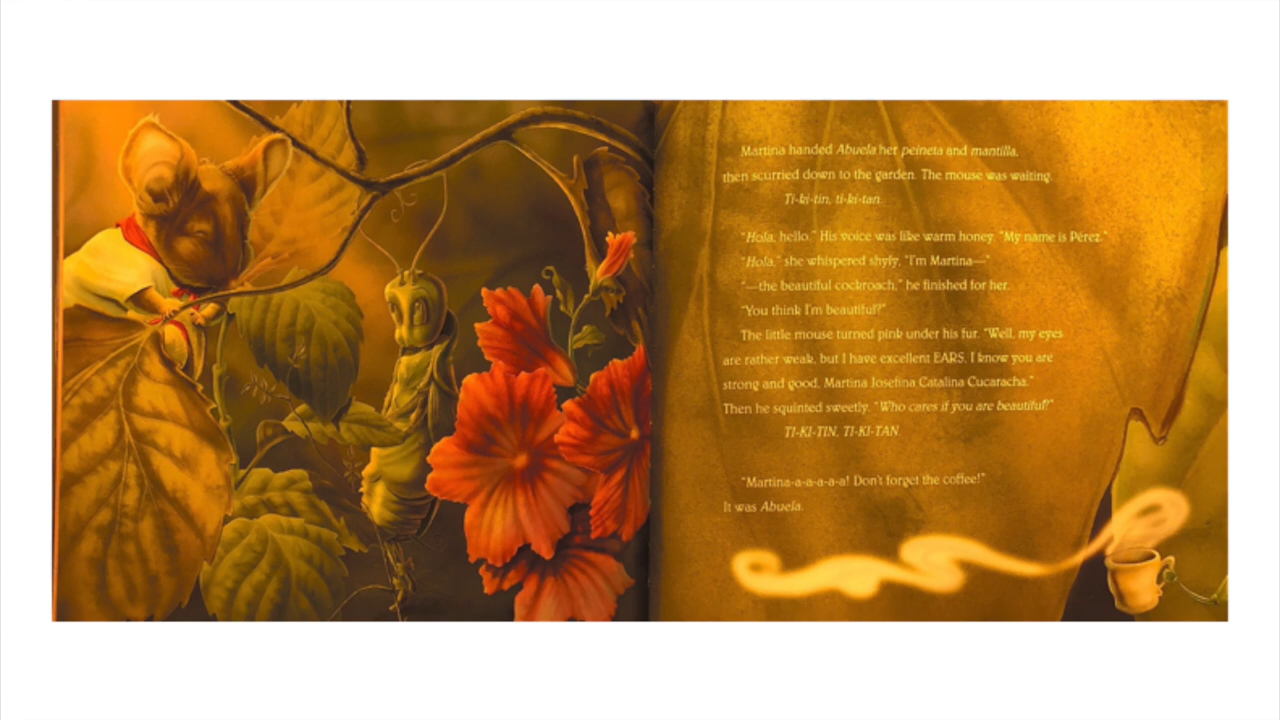 Martina handed Abuela her peineta and mantilla,
then scurried down to the garden. The mouse was waiting.
Ti-ki-tin, ti-ki-tan.
"Hola, hello." His voice was like warm honey. "My name is Pérez."
"Hola," she whispered shyly, "I'm Martina—"
"—the beautiful cockroach," he finished for her.
"You think I'm beautiful?"
The little mouse turned pink under his fur. "Well, my eyes
are rather weak, but I have excellent EARS. I know you are
strong and good, Martina Josefina Catalina Cucaracha."
Then he squinted sweetly. "Who cares if you are beautiful?"
TI-KI-TIN, TI-KI-TAN.
"Martina-a-a-a-a-a! Don't forget the coffee!"
It was Abuela.